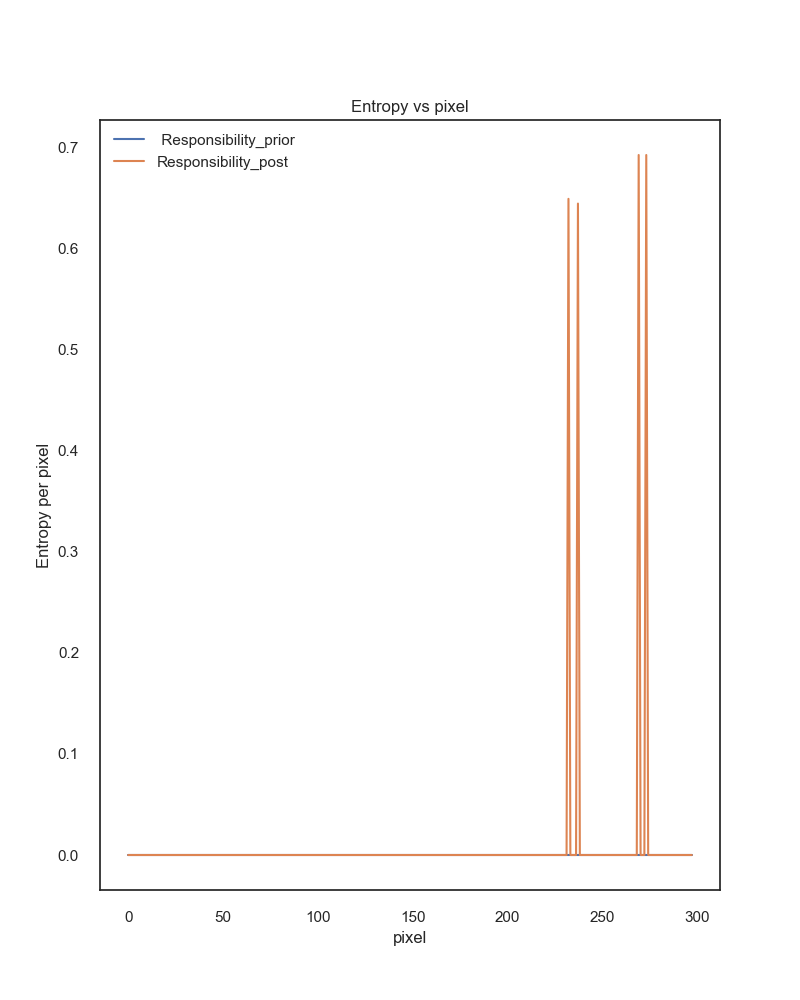 Entropy vs pixel
Responsibility_prior
Responsibility_post
0.7
0.6
0.5
0.4
0.3
0.2
0.1
0.0
Entropy per pixel
0 50 100 150 200 250 300
pixel